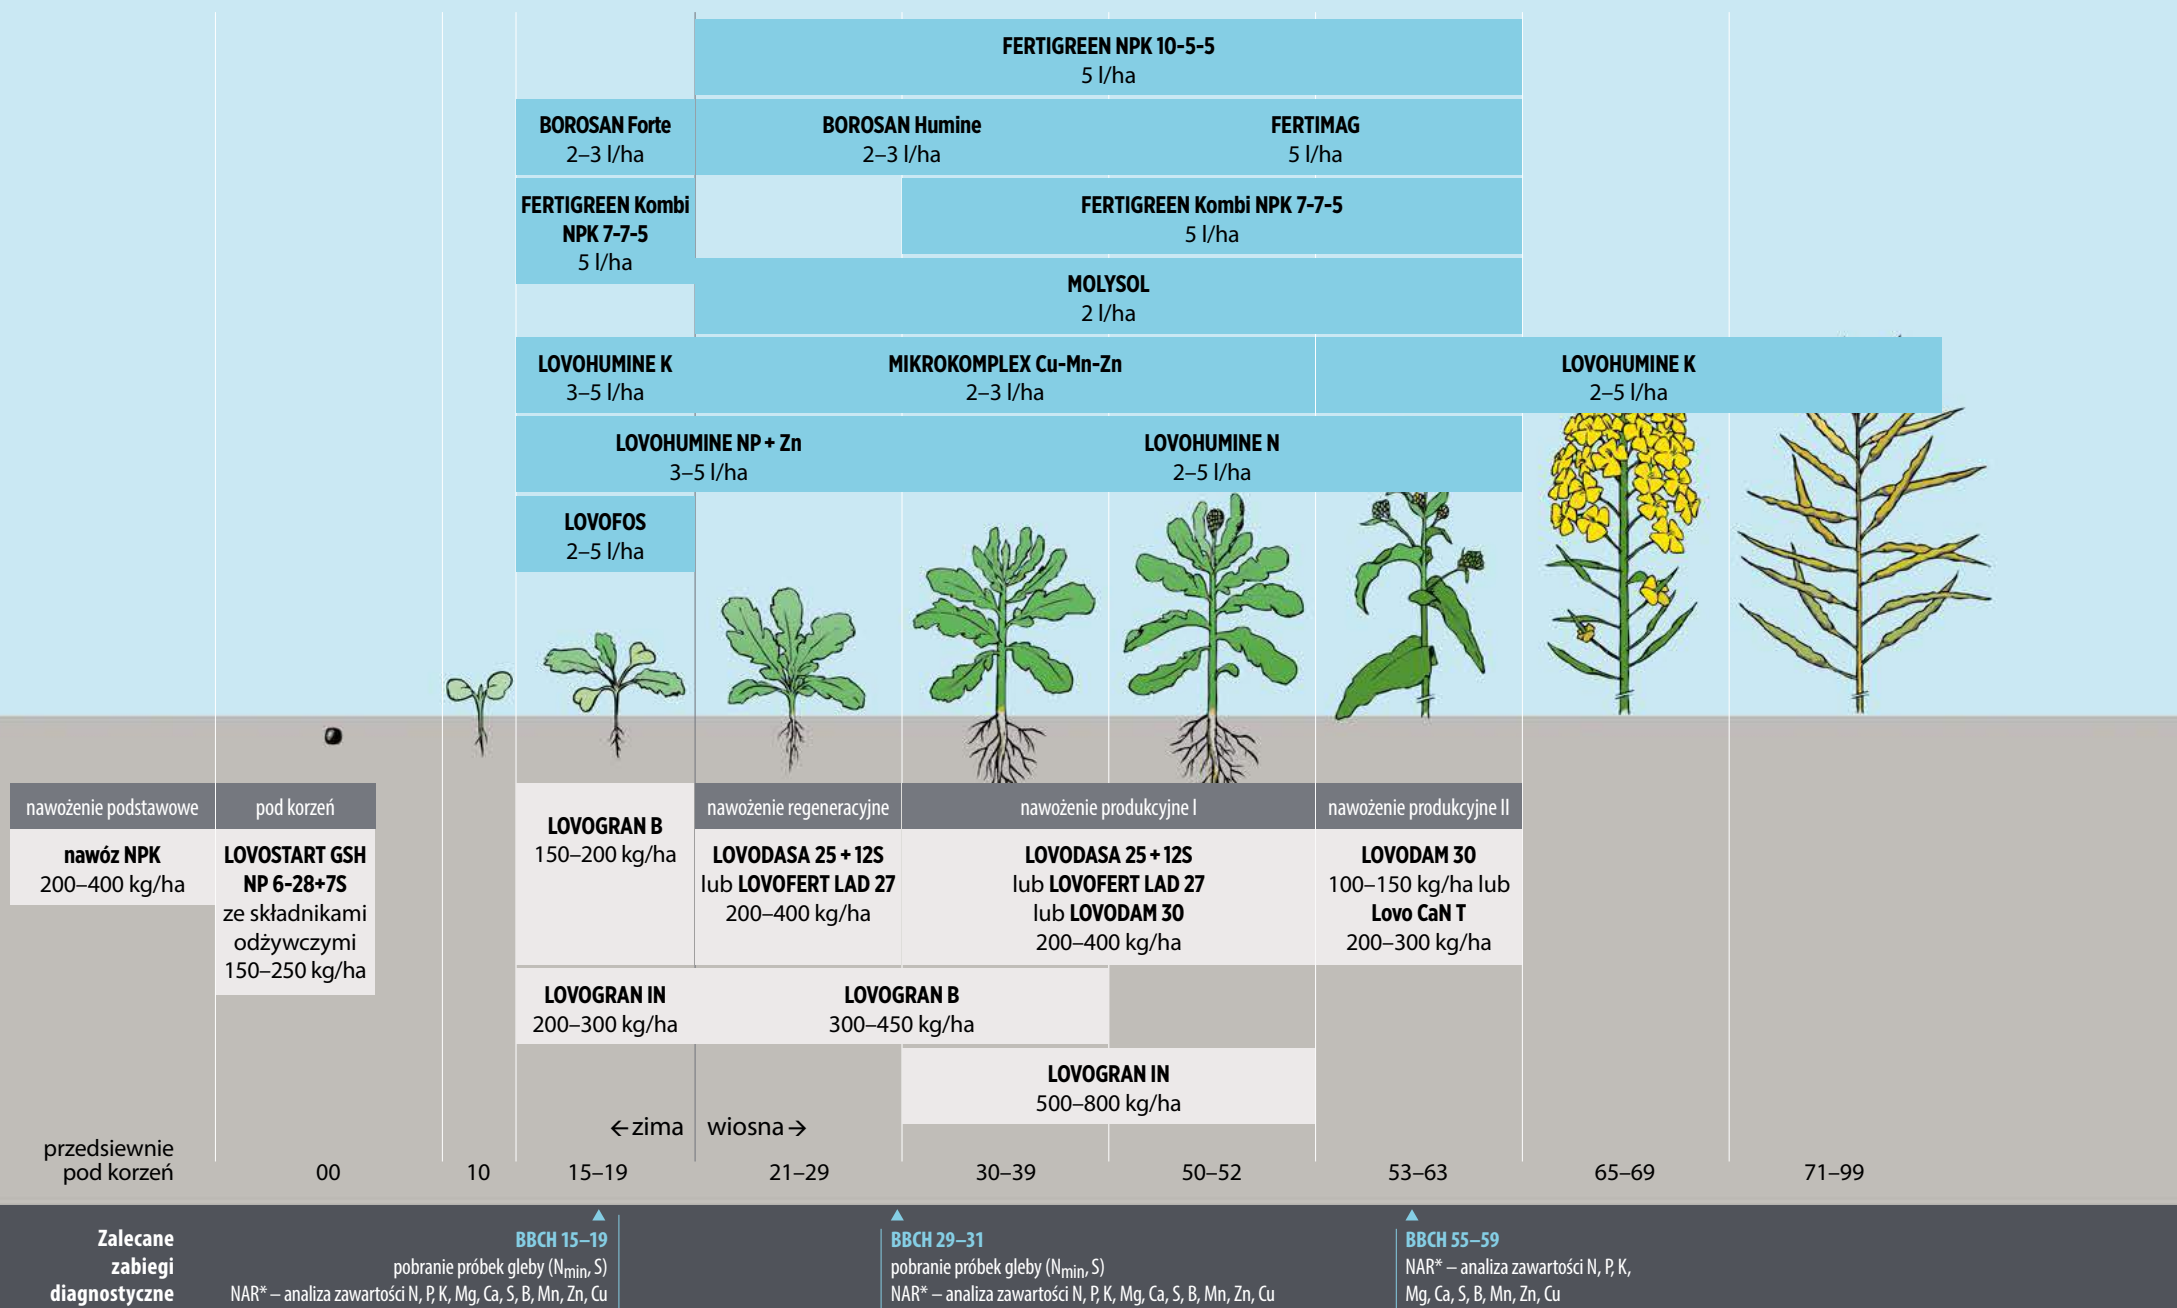 FERTIGREEN NPK 10-5-5
5 l/ha
BOROSAN Forte
2–3 l/ha
BOROSAN Humine
2–3 l/ha
FERTIMAG
5 l/ha
FERTIGREEN Kombi
NPK 7-7-5
5 l/ha
FERTIGREEN Kombi NPK 7-7-5
5 l/ha
MOLYSOL
2 l/ha
LOVOHUMINE K
3–5 l/ha
MIKROKOMPLEX Cu-Mn-Zn
2–3 l/ha
LOVOHUMINE K
2–5 l/ha
LOVOHUMINE NP + Zn
3–5 l/ha
LOVOHUMINE N
2–5 l/ha
LOVOFOS
2–5 l/ha
nawożenie podstawowe
nawóz NPK
200–400 kg/ha
pod korzeń
LOVOSTART GSH
NP 6-28+7S
ze składnikami
odżywczymi
150–250 kg/ha
LOVOGRAN B
150–200 kg/ha
nawożenie regeneracyjne
LOVODASA 25 + 12S
lub LOVOFERT LAD 27
200–400 kg/ha
nawożenie produkcyjne I
LOVODASA 25 + 12S
lub LOVOFERT LAD 27
lub LOVODAM 30
200–400 kg/ha
nawożenie produkcyjne II
LOVODAM 30
100–150 kg/ha lub
Lovo CaN T
200–300 kg/ha
LOVOGRAN IN
200–300 kg/ha
LOVOGRAN B
300–450 kg/ha
LOVOGRAN IN
500–800 kg/ha
← zima
wiosna →
przedsiewnie
pod korzeń
00
10
15–19
21–29
30–39
50–52
53–63
65–69
71–99
Zalecane
zabiegi
diagnostyczne
BBCH 15–19
pobranie próbek gleby (Nmin, S)
NAR* – analiza zawartości N, P, K, Mg, Ca, S, B, Mn, Zn, Cu
BBCH 29–31
pobranie próbek gleby (Nmin, S)
NAR* – analiza zawartości N, P, K, Mg, Ca, S, B, Mn, Zn, Cu
BBCH 55–59
NAR* – analiza zawartości N, P, K,
Mg, Ca, S, B, Mn, Zn, Cu